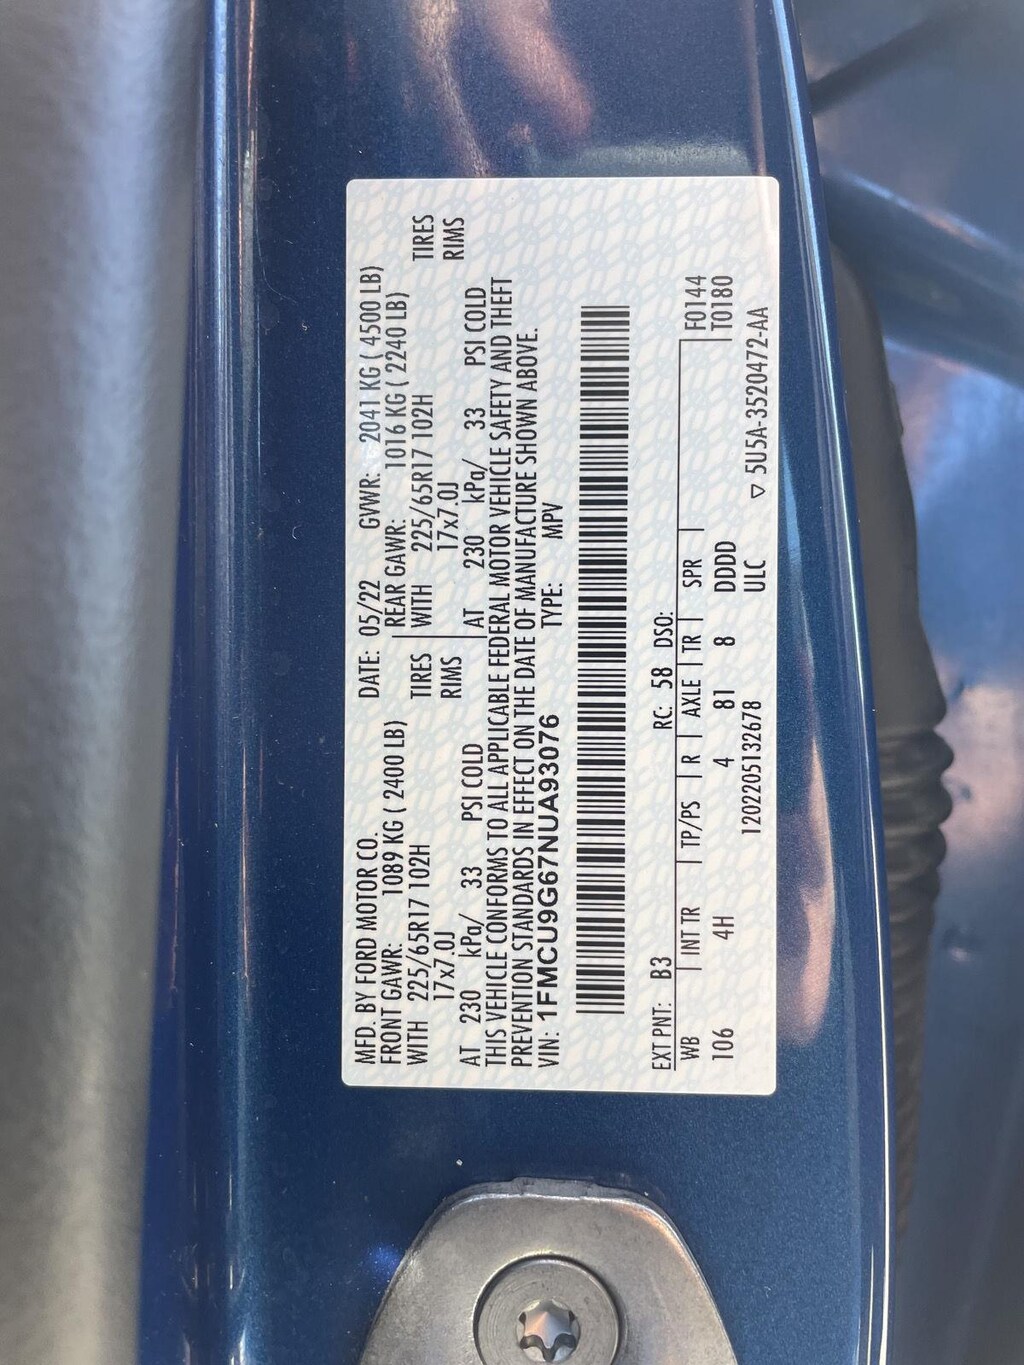 MFD. BY FORD MOTOR CO. DATE: 05/22 GVWR: 2041 KG ( 4500 LB)
FRONT GAWR: 1089 KG ( 2400 LB) REAR GAWR: 1016 KG ( 2240 LB)
WITH 225/65R17 102H TIRES WITH 225/65R17 102H TIRES
17x7.0J RIMS 17x7.0J RIMS
AT 230 kPa/ 33 PSI COLD AT 230 kPa/ 33 PSI COLD
THIS VEHICLE CONFORMS TO ALL APPLICABLE FEDERAL MOTOR VEHICLE SAFETY AND THEFT
PREVENTION STANDARDS IN EFFECT ON THE DATE OF MANUFACTURE SHOWN ABOVE.
VIN: 1FMCU9G67NUA93076 TYPE: MPV
EXT PNT: B3 RC: 58 DSO: F0144
WB INT TR TP/PS R AXLE TR SPR T0180
106 4H 4 81 8 DDDD
1202205132678 ULC ▽ 5U5A-3520472-AA